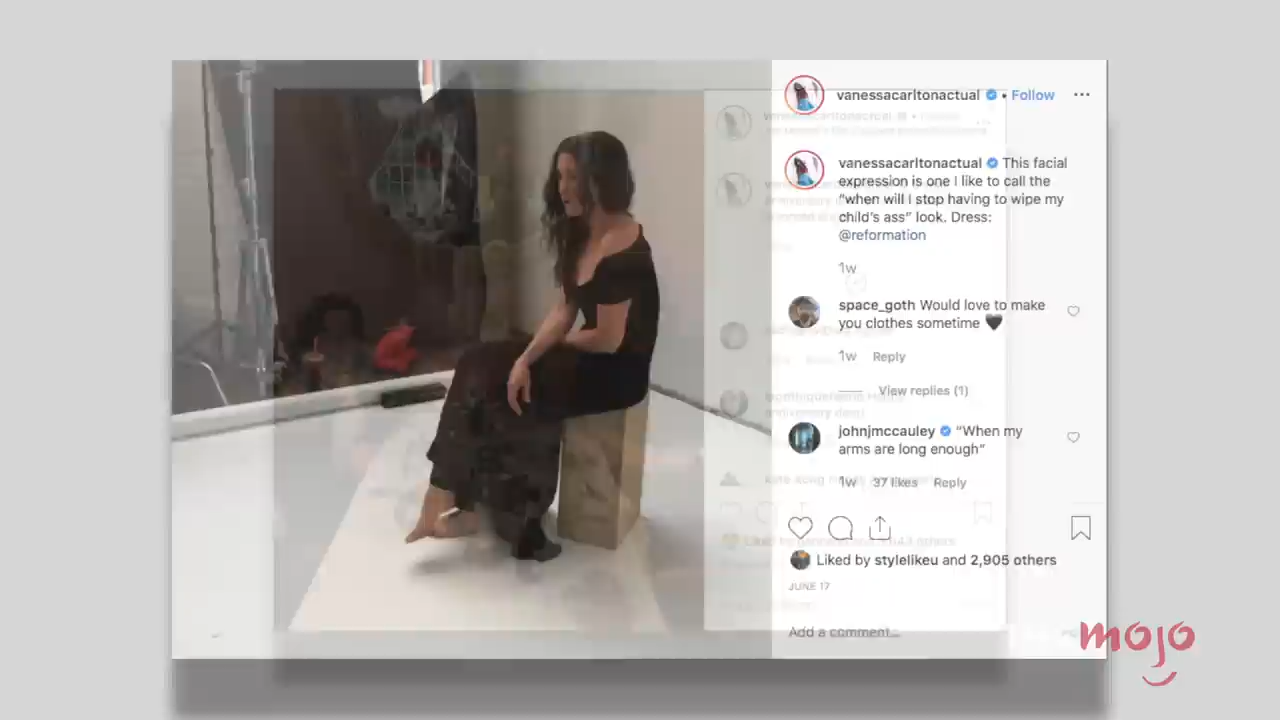 vanessacarltonactual • Follow
vanessacarltonactual This facial
expression is one I like to call the
“when will I stop having to wipe my
child’s ass” look. Dress:
@reformation
1w
space_goth Would love to make
you clothes sometime 🖤
1w Reply
View replies (1)
johnjmccauley “When my
arms are long enough”
1w 37 likes Reply
Liked by stylelikeu and 2,905 others
JUNE 17
Add a comment...
mojo